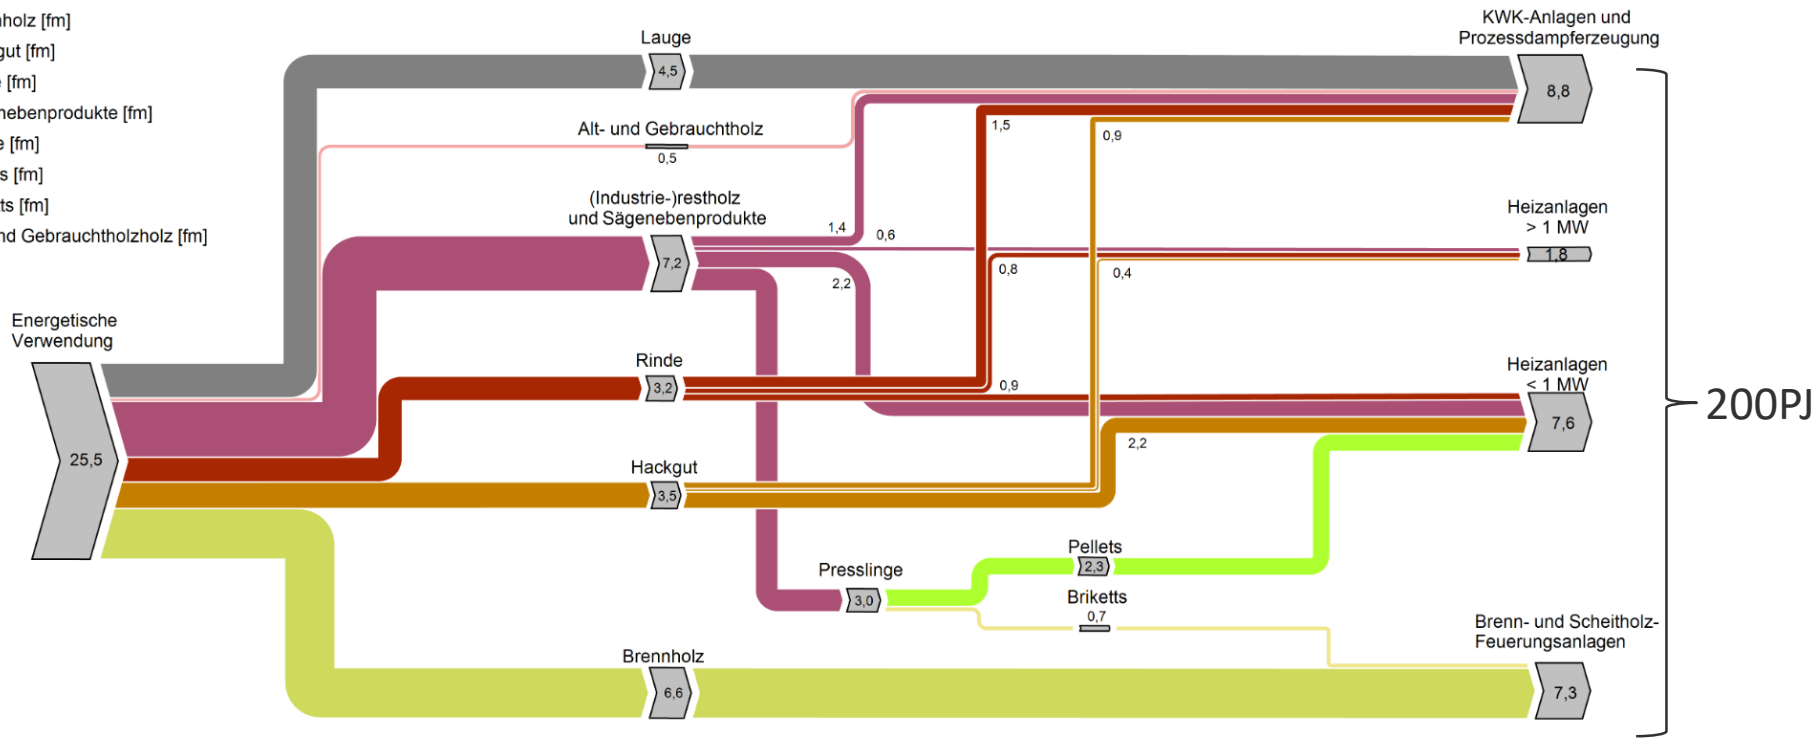 nholz [fm]
gut [fm]
e [fm]
nebenprodukte [fm]
e [fm]
s [fm]
tts [fm]
nd Gebrauchtholzholz [fm]
Energetische
Verwendung
25,5
Lauge
4,5
Alt- und Gebrauchtholz
0,5
(Industrie-)restholz
und Sägenebenprodukte
7,2
1,4
0,6
2,2
Rinde
3,2
1,5
0,8
0,9
Hackgut
3,5
0,9
0,4
2,2
Presslinge
3,0
Pellets
2,3
Briketts
0,7
Brennholz
6,6
KWK-Anlagen und
Prozessdampferzeugung
8,8
Heizanlagen
> 1 MW
1,8
Heizanlagen
< 1 MW
7,6
Brenn- und Scheitholz-
Feuerungsanlagen
7,3
200PJ